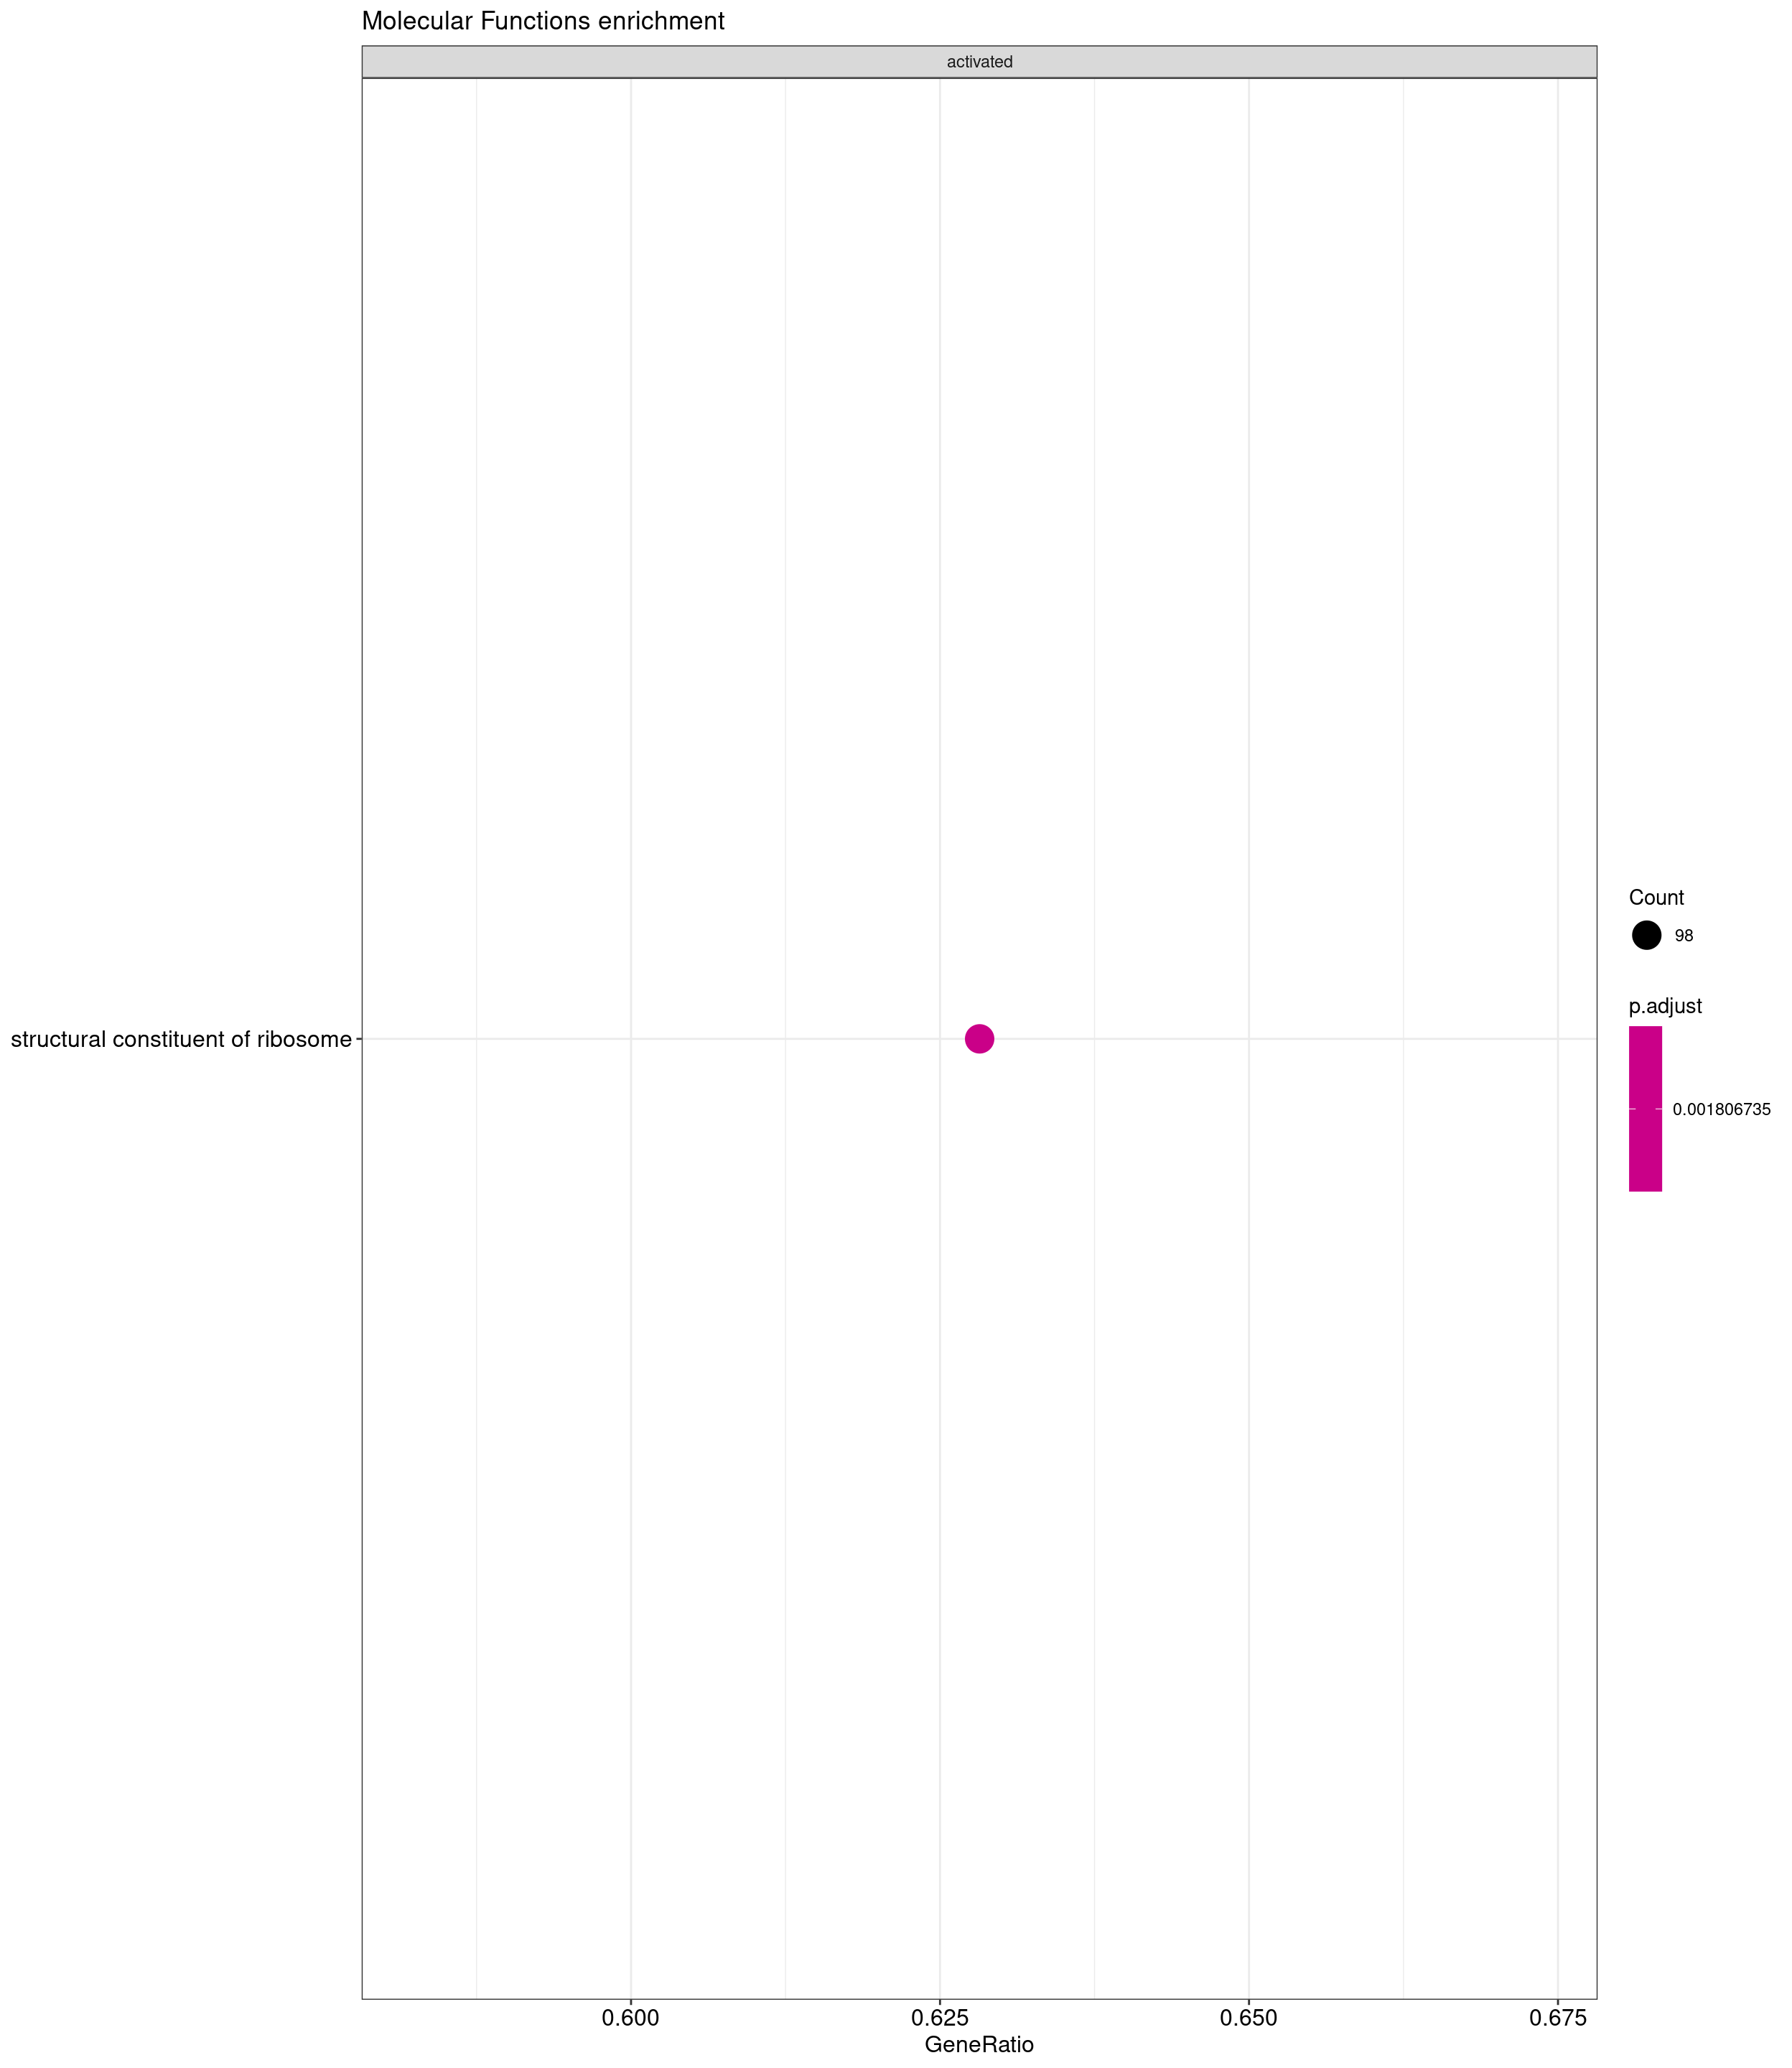 Molecular Functions enrichment
activated
structural constituent of ribosome
0.600 0.625 0.650 0.675
GeneRatio
Count
98
p.adjust
0.001806735